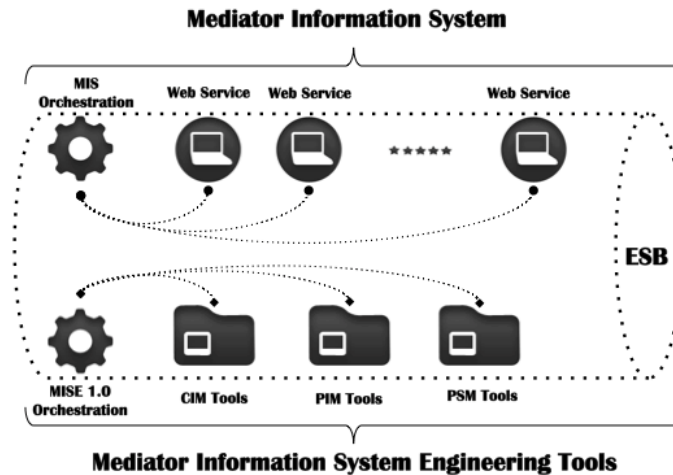 Mediator Information System
MIS
Orchestration
Web Service
Web Service
Web Service
ESB
MISE 1.0
Orchestration
CIM Tools
PIM Tools
PSM Tools
Mediator Information System Engineering Tools